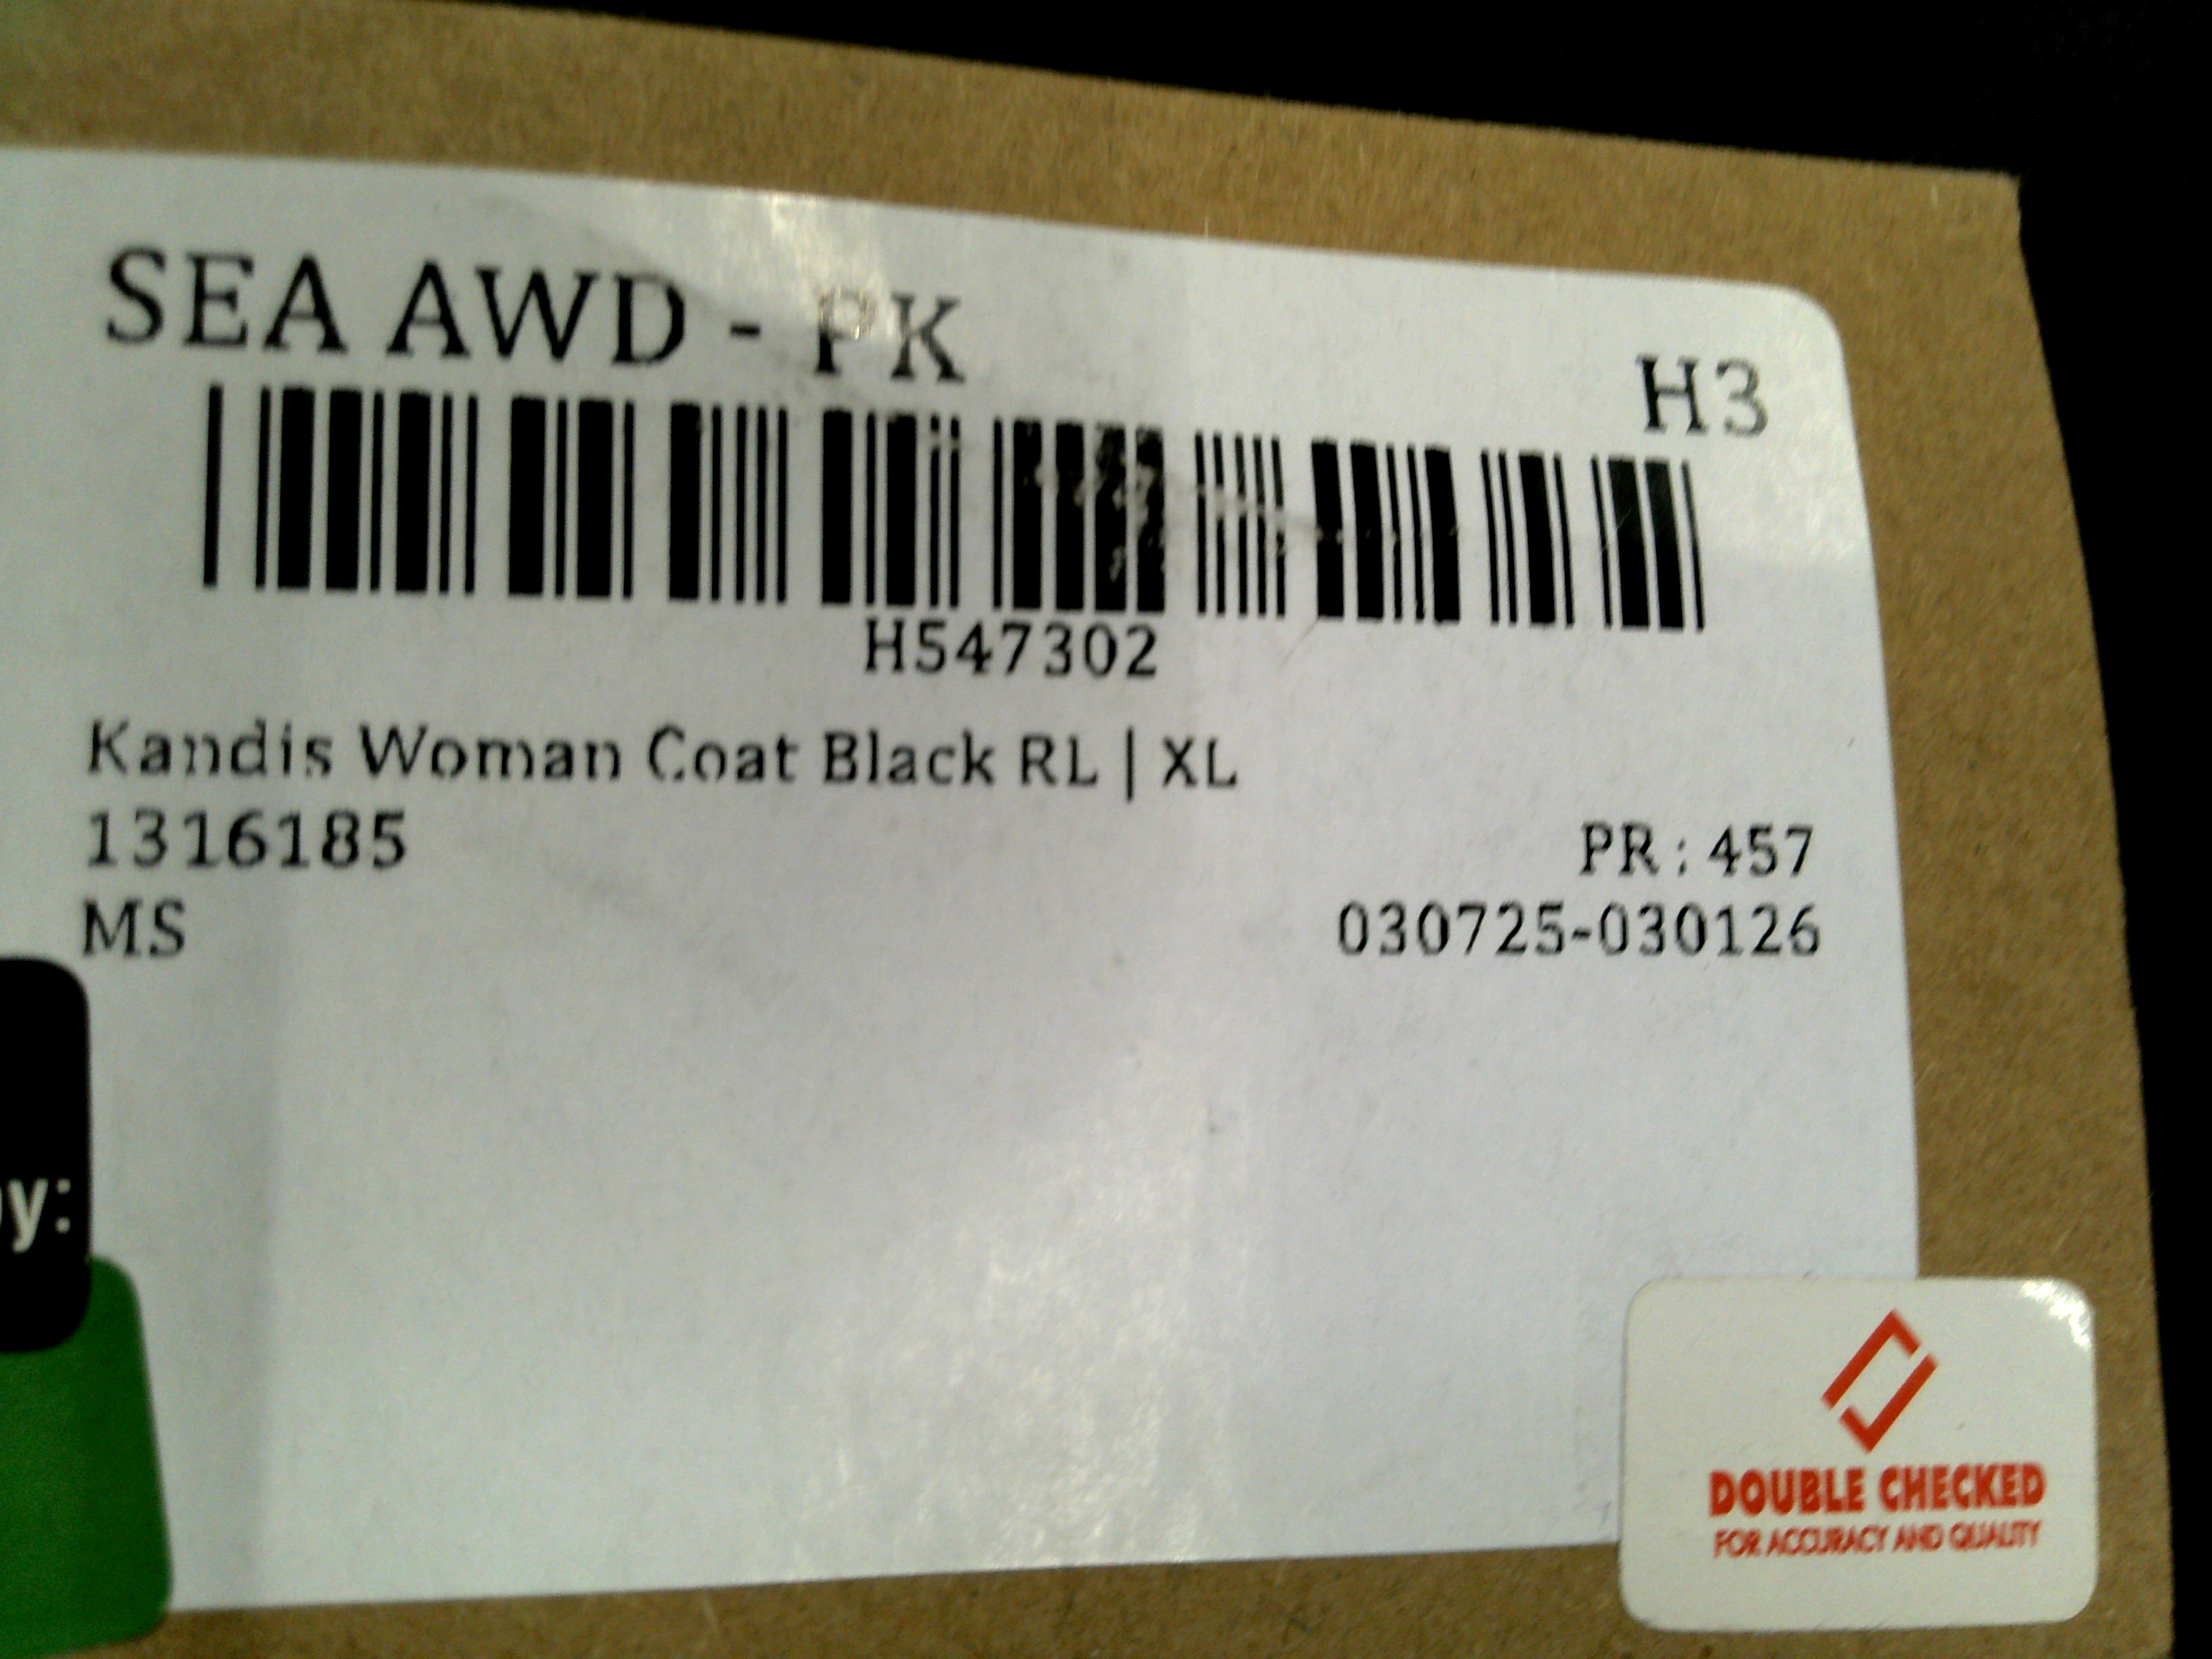 SEA AWD - PK
H3
H547302
Kandis Woman Coat Black RL | XL
1316185
PR : 457
MS
030725-030126
y:
DOUBLE CHECKED
FOR ACCURACY AND QUALITY